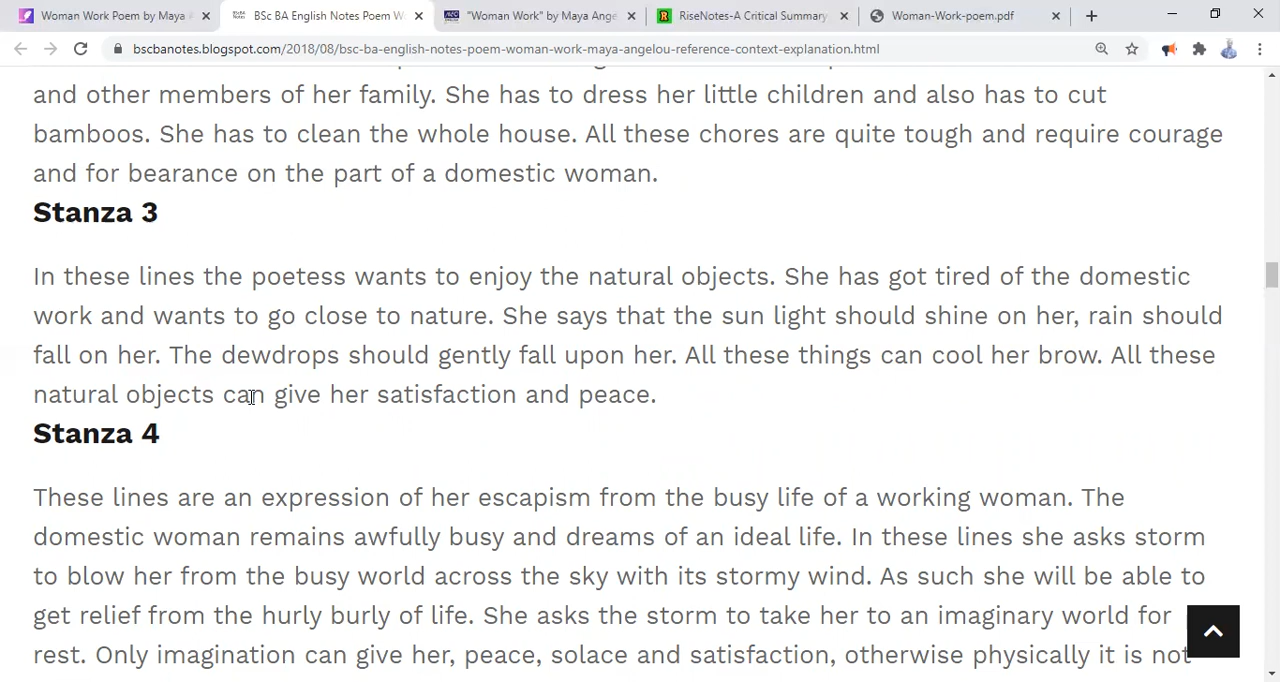 Woman Work Poem by Maya
BSc BA English Notes Poem W
"Woman Work" by Maya Ange
RiseNotes-A Critical Summary
Woman-Work-poem.pdf
bscbanotes.blogspot.com/2018/08/bsc-ba-english-notes-poem-woman-work-maya-angelou-reference-context-explanation.html
and other members of her family. She has to dress her little children and also has to cut
bamboos. She has to clean the whole house. All these chores are quite tough and require courage
and for bearance on the part of a domestic woman.
Stanza 3
In these lines the poetess wants to enjoy the natural objects. She has got tired of the domestic
work and wants to go close to nature. She says that the sun light should shine on her, rain should
fall on her. The dewdrops should gently fall upon her. All these things can cool her brow. All these
natural objects can give her satisfaction and peace.
Stanza 4
These lines are an expression of her escapism from the busy life of a working woman. The
domestic woman remains awfully busy and dreams of an ideal life. In these lines she asks storm
to blow her from the busy world across the sky with its stormy wind. As such she will be able to
get relief from the hurly burly of life. She asks the storm to take her to an imaginary world for
rest. Only imagination can give her, peace, solace and satisfaction, otherwise physically it is not